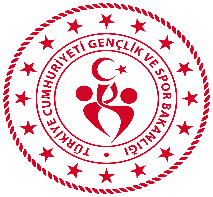 TÜRKİYE CUMHURİYETİ GENÇLİK VE SPOR BAKANLIĞI